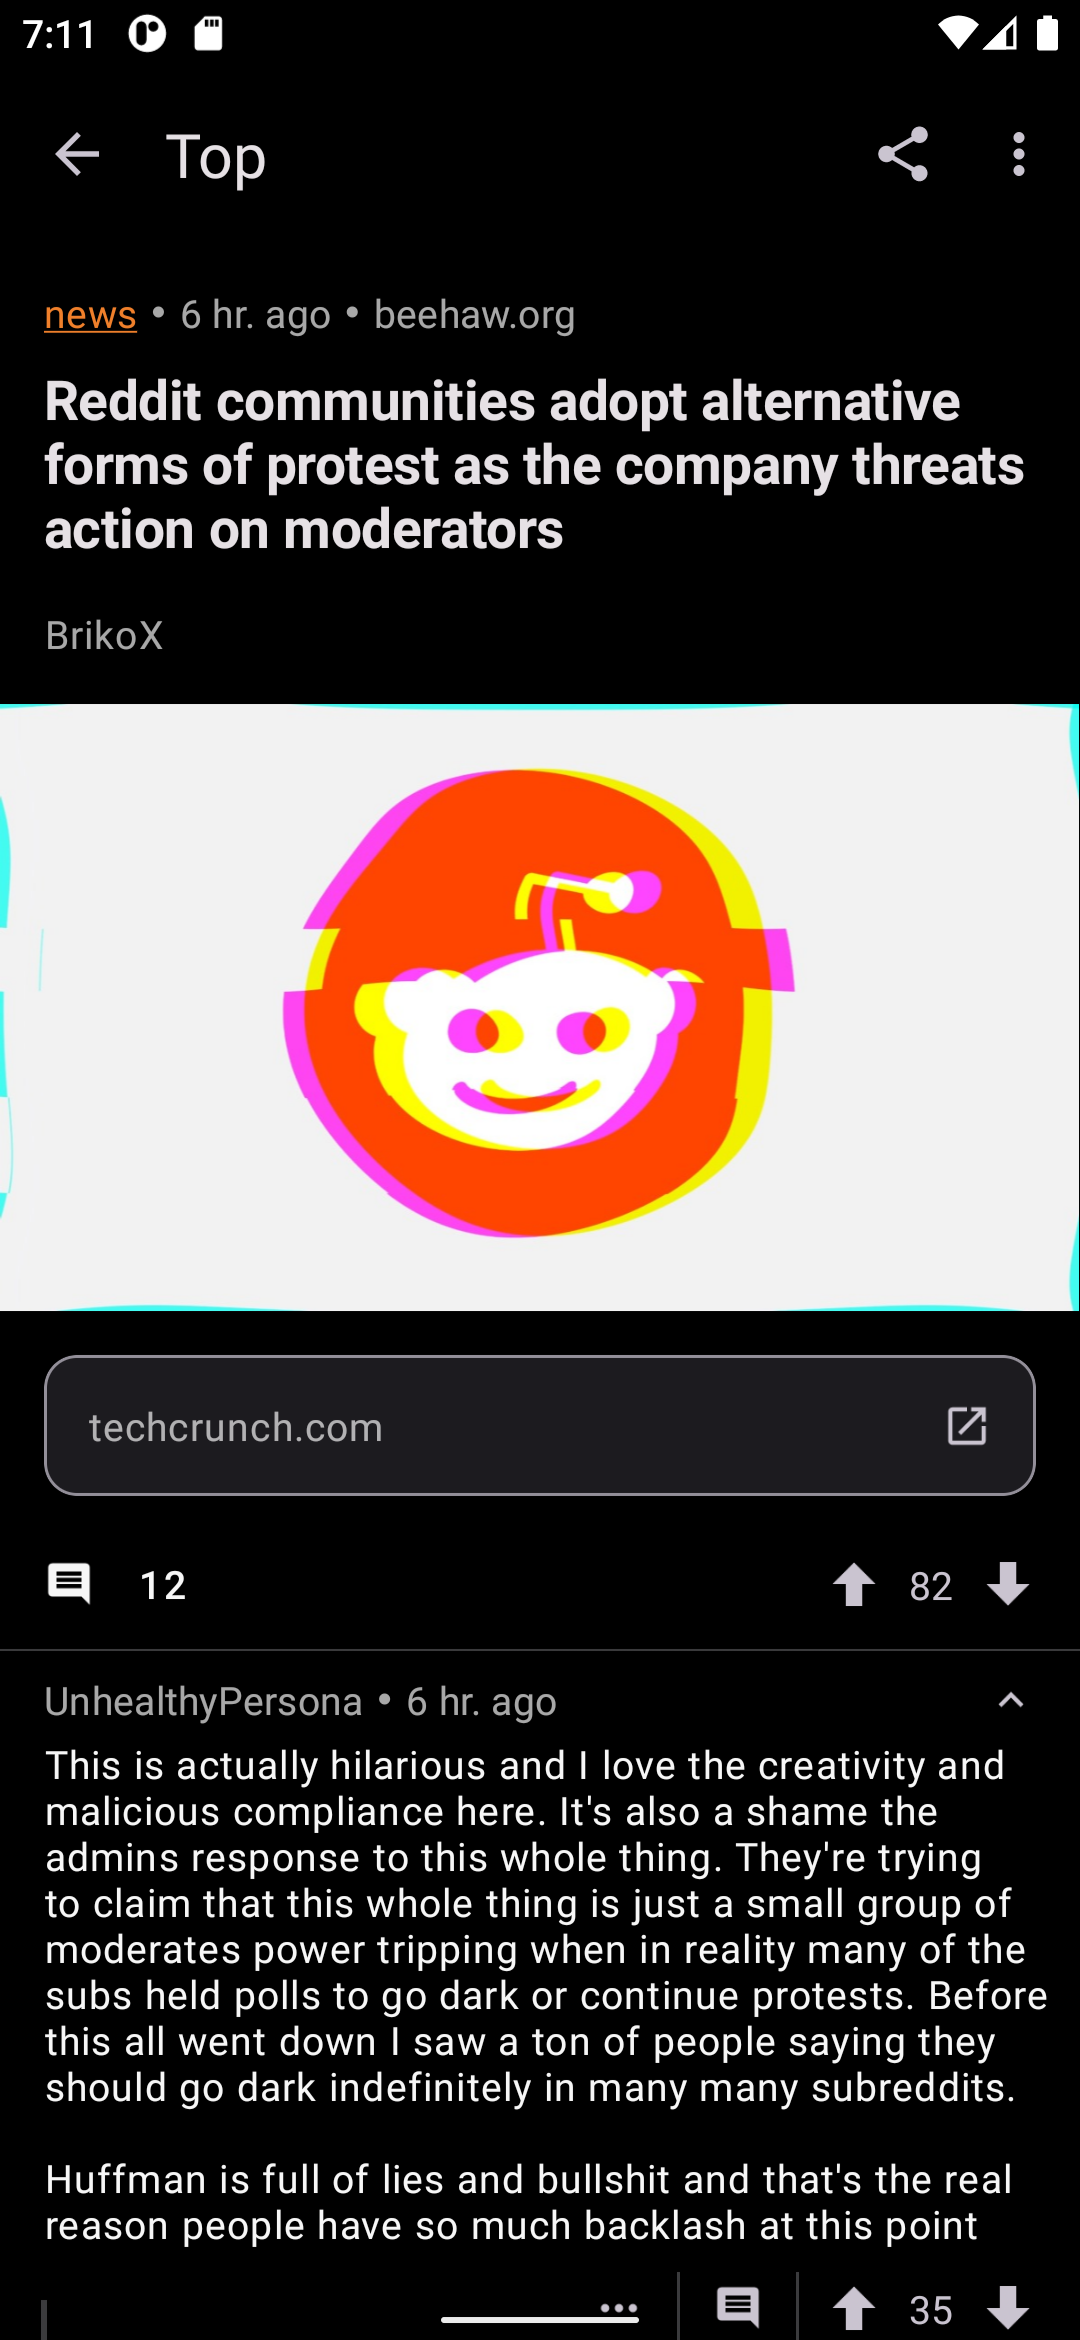 7:11
Top
news • 6 hr. ago • beehaw.org
Reddit communities adopt alternative
forms of protest as the company threats
action on moderators
BrikoX
techcrunch.com
12
82
UnhealthyPersona • 6 hr. ago
This is actually hilarious and I love the creativity and
malicious compliance here. It's also a shame the
admins response to this whole thing. They're trying
to claim that this whole thing is just a small group of
moderates power tripping when in reality many of the
subs held polls to go dark or continue protests. Before
this all went down I saw a ton of people saying they
should go dark indefinitely in many many subreddits.
Huffman is full of lies and bullshit and that's the real
reason people have so much backlash at this point
35